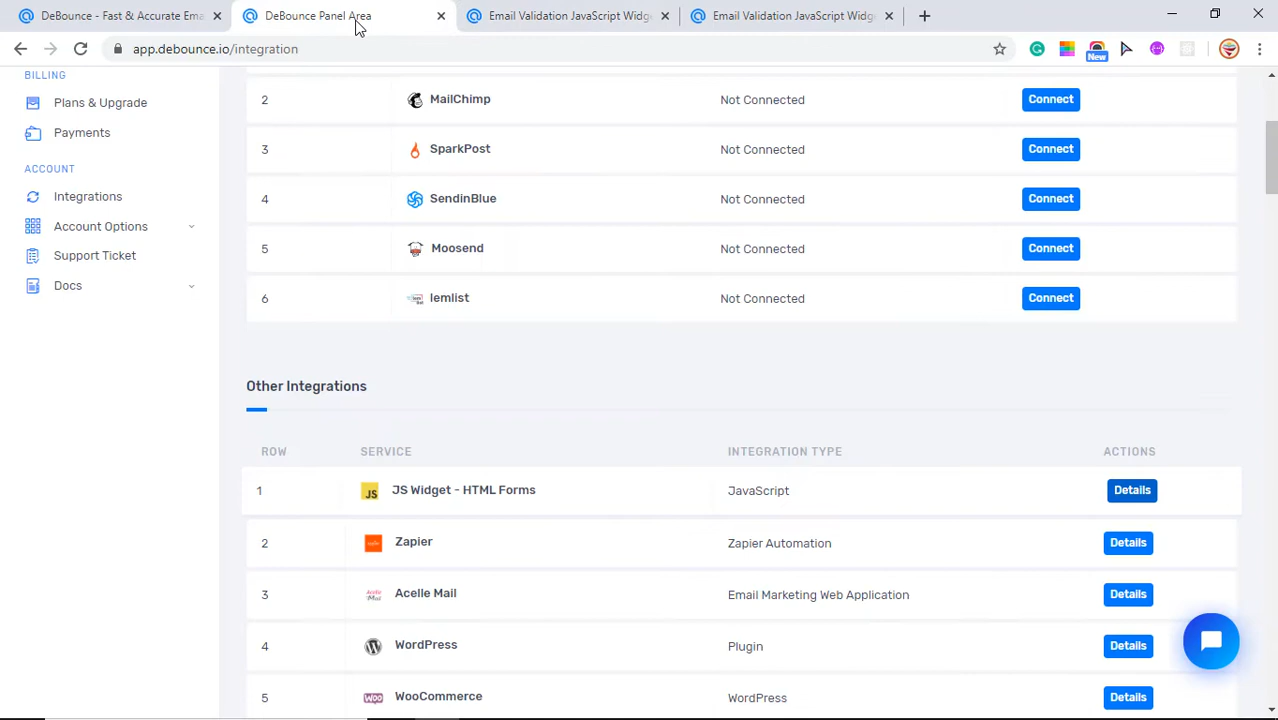 DeBounce - Fast & Accurate Ema
DeBounce Panel Area
Email Validation JavaScript Widg
Email Validation JavaScript Widg
app.debounce.io/integration
New
BILLING
Plans & Upgrade
Payments
ACCOUNT
Integrations
Account Options
Support Ticket
Docs
2 MailChimp Not Connected Connect
3 SparkPost Not Connected Connect
4 SendinBlue Not Connected Connect
5 Moosend Not Connected Connect
6 lemlist Not Connected Connect
Other Integrations
ROW SERVICE INTEGRATION TYPE ACTIONS
1 JS JS Widget - HTML Forms JavaScript Details
2 Zapier Zapier Automation Details
3 Acelle Mail Email Marketing Web Application Details
4 WordPress Plugin Details
5 WooCommerce WordPress Details